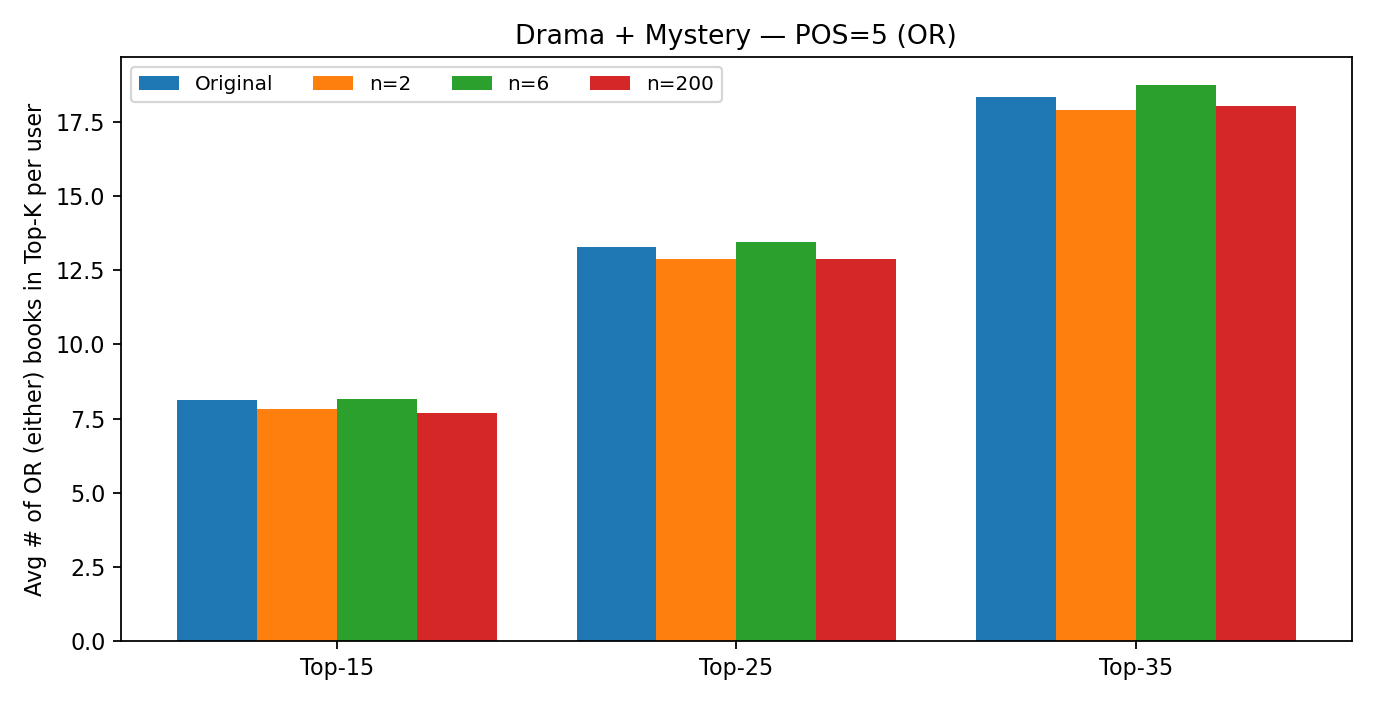 Drama + Mystery — POS=5 (OR)
Original n=2 n=6 n=200
Avg # of OR (either) books in Top-K per user
17.5
15.0
12.5
10.0
7.5
5.0
2.5
0.0
Top-15 Top-25 Top-35